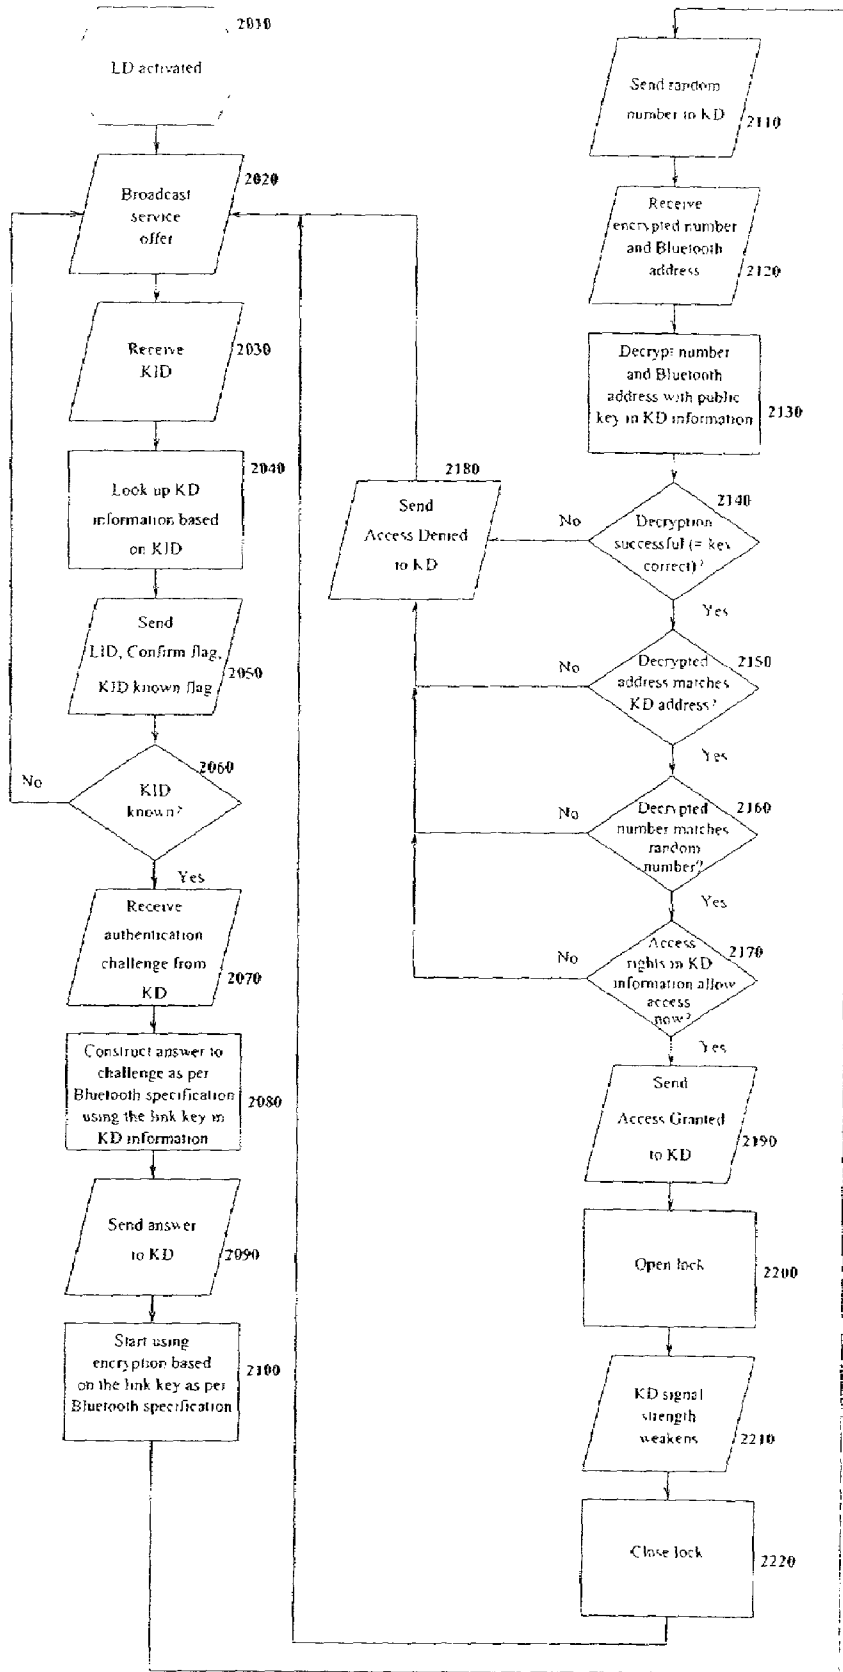 2010
LD activated
2020
Broadcast
service
offer
2030
Receive
KID
2040
Look up KD
information based
on KID
Send
LID, Confirm flag,
KID known flag
2050
2060
No
KID
known?
Yes
Receive
authentication
challenge from
KD
2070
Construct answer to
challenge as per
Bluetooth specification
using the link key in
KD information
2080
Send answer
to KD
2090
Start using
encryption based
on the link key as per
Bluetooth specification
2100
Send random
number to KD
2110
Receive
encrypted number
and Bluetooth
address
2120
Decrypt number
and Bluetooth
address with public
key in KD information
2130
2140
Decryption
successful (= key
correct)?
No
Yes
2180
Send
Access Denied
to KD
2150
Decrypted
address matches
KD address?
No
Yes
2160
Decrypted
number matches
random
number?
No
Yes
2170
Access
rights in KD
information allow
access
now?
No
Yes
Send
Access Granted
to KD
2190
Open lock
2200
KD signal
strength
weakens
2210
Close lock
2220